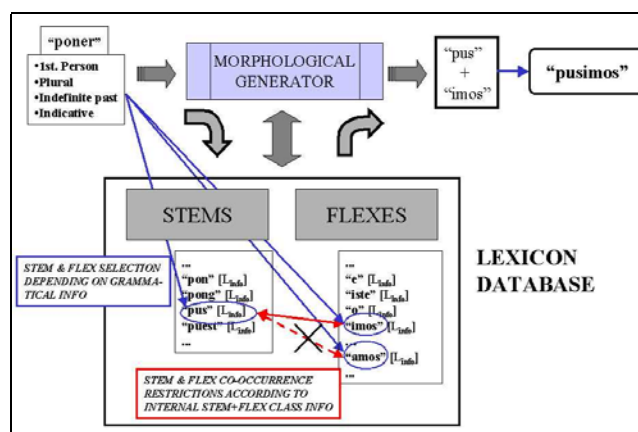 “poner”
•1st. Person
•Plural
•Indefinite past
•Indicative
MORPHOLOGICAL
GENERATOR
“pus”
+
“imos”
“pusimos”
STEMS
FLEXES
LEXICON
DATABASE
STEM & FLEX SELECTION
DEPENDING ON GRAMMA-
TICAL INFO
...
“pon” [Linfo]
“pong” [Linfo]
“pus” [Linfo]
“puest” [Linfo]
...
...
“e” [Linfo]
“iste” [Linfo]
“o” [Linfo]
“imos” [Linfo]
...
“amos” [Linfo]
...
STEM & FLEX CO-OCCURRENCE
RESTRICTIONS ACCORDING TO
INTERNAL STEM+FLEX CLASS INFO